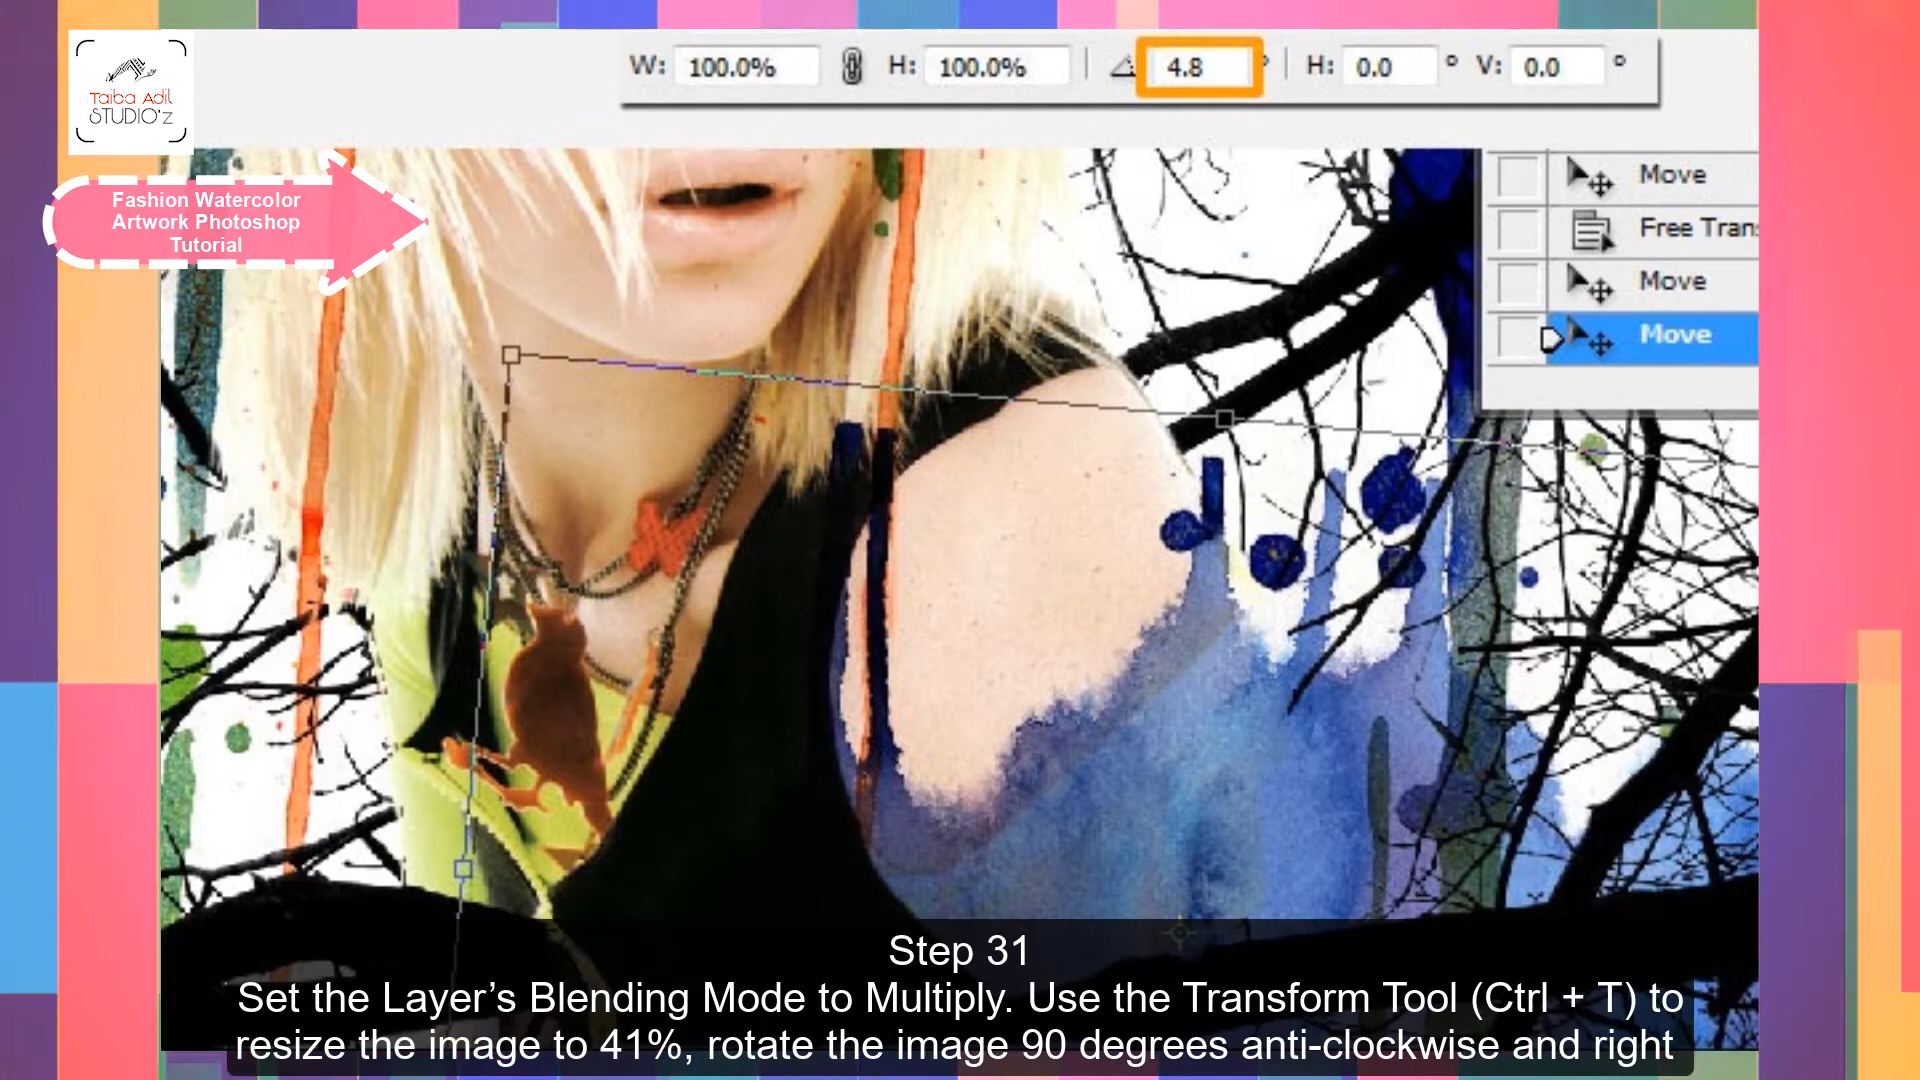 W: 100.0% H: 100.0% 4.8 ° H: 0.0 ° V: 0.0 °
Taiba Adil
STUDIO'z
Fashion Watercolor
Artwork Photoshop
Tutorial
Move
Free Tran
Move
Move
Step 31
Set the Layer’s Blending Mode to Multiply. Use the Transform Tool (Ctrl + T) to
resize the image to 41%, rotate the image 90 degrees anti-clockwise and right